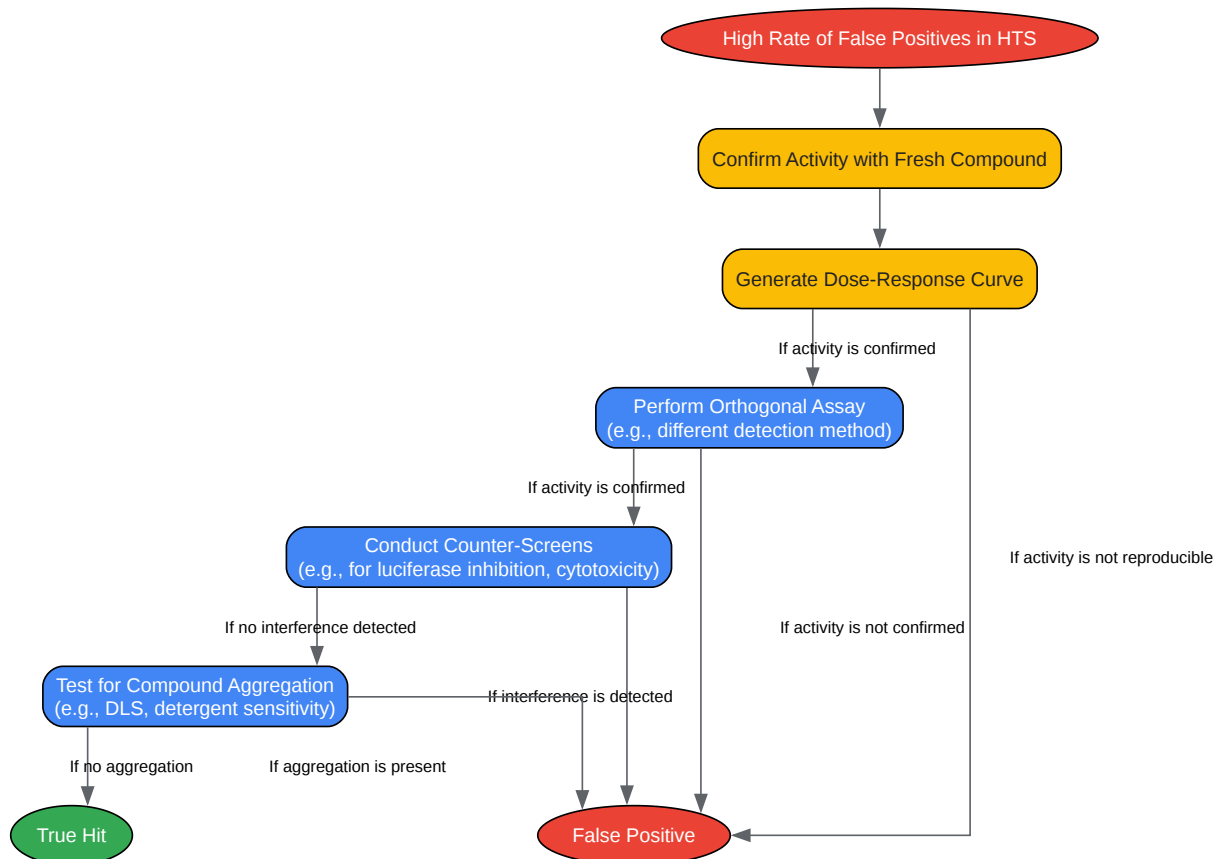 High Rate of False Positives in HTS
Confirm Activity with Fresh Compound
Generate Dose-Response Curve
If activity is confirmed
Perform Orthogonal Assay
(e.g., different detection method)
If activity is confirmed
Conduct Counter-Screens
(e.g., for luciferase inhibition, cytotoxicity)
If activity is not reproducible
If no interference detected
If activity is not confirmed
Test for Compound Aggregation
(e.g., DLS, detergent sensitivity)
If interference is detected
If no aggregation
If aggregation is present
True Hit
False Positive